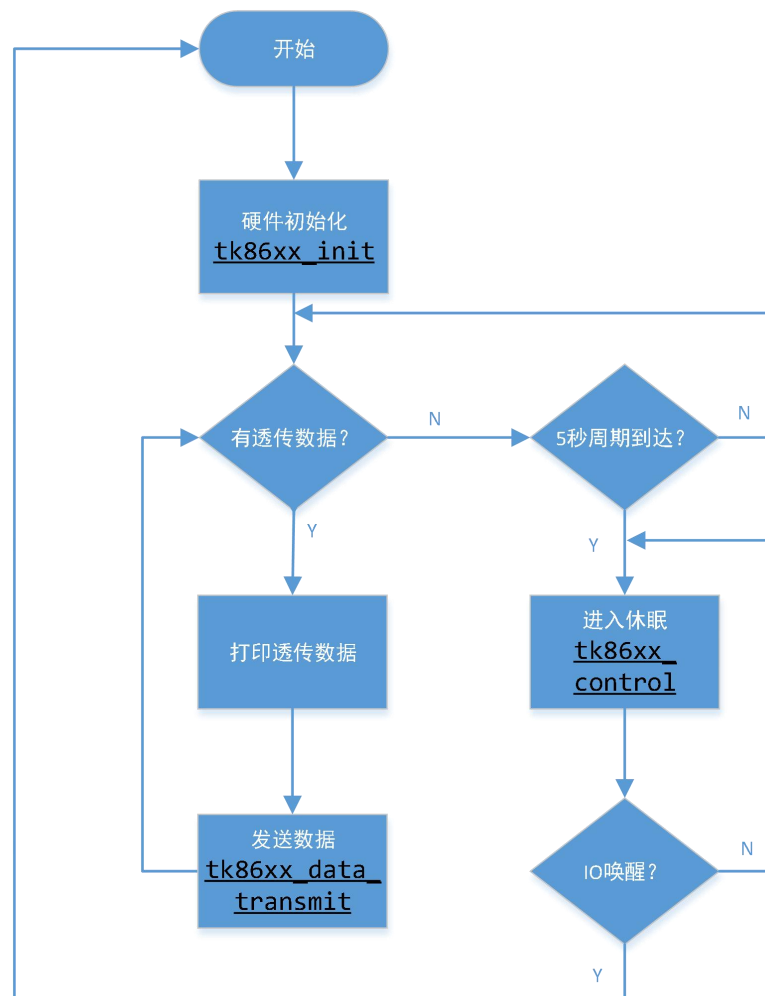 开始
硬件初始化
tk86xx_init
有透传数据？
N
5秒周期到达？
N
Y
Y
打印透传数据
进入休眠
tk86xx_
control
发送数据
tk86xx_data_
transmit
IO唤醒？
N
Y